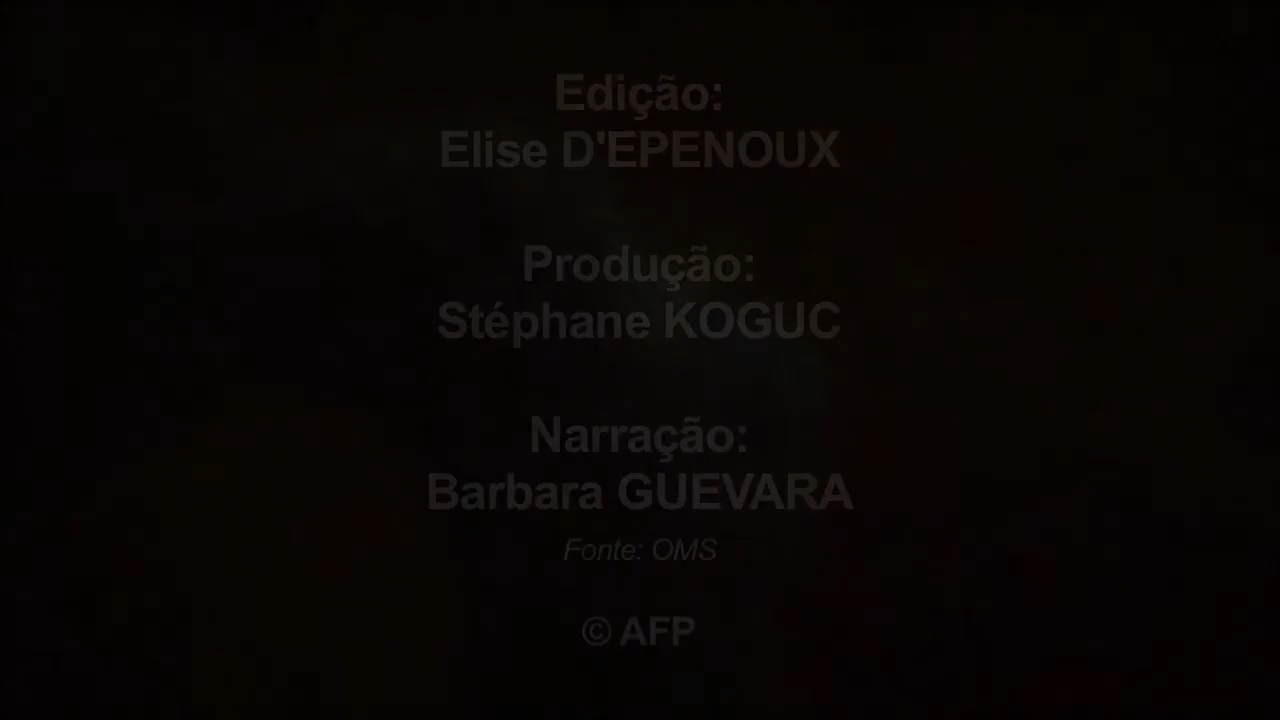 Edição:
Elise D'EPENOUX
Produção:
Stéphane KOGUC
Narração:
Barbara GUEVARA
Fonte: OMS
© AFP